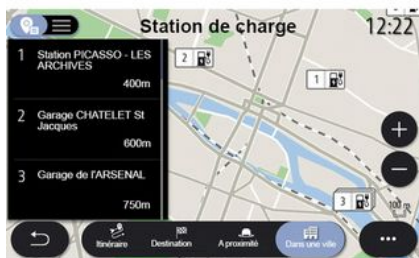 Station de charge
12:22
1 Station PICASSO - LES
ARCHIVES
400m
2 Garage CHATELET St
Jacques
600m
3 Garage de l'ARSENAL
750m
2
1
3
100
Itinéraire
Destination
A proximité
Dans une ville